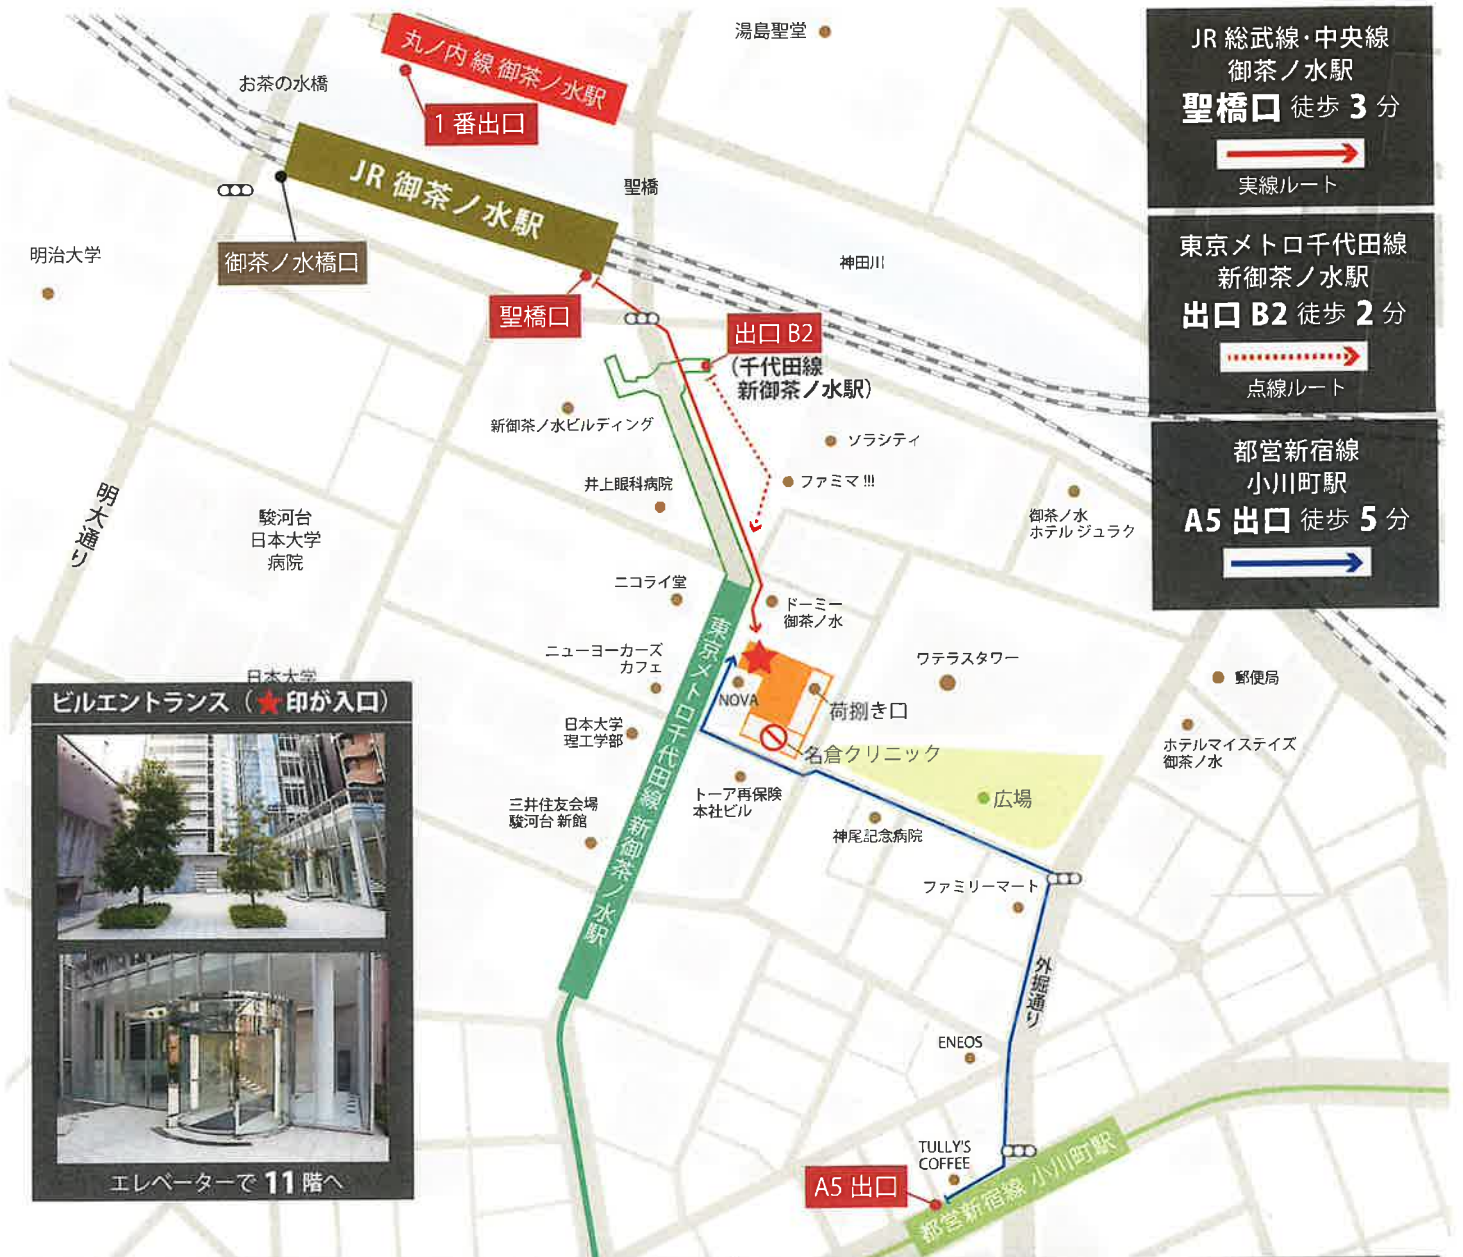 湯島聖堂
丸ノ内線 御茶ノ水駅
お茶の水橋
1番出口
JR 御茶ノ水駅
聖橋
神田川
明治大学
御茶ノ水橋口
聖橋口
出口 B2
(千代田線
新御茶ノ水駅)
新御茶ノ水ビルディング
ソラシティ
井上眼科病院
ファミマ!!!
明大通り
駿河台
日本大学
病院
御茶ノ水
ホテル ジュラク
ニコライ堂
ドーミー
御茶ノ水
ニューヨーカーズ
カフェ
ワテラスタワー
郵便局
日本大学
NOVA
荷捌き口
日本大学
理工学部
名倉クリニック
ホテルマイステイズ
御茶ノ水
東京メトロ千代田線 新御茶ノ水駅
トーア再保険
本社ビル
広場
三井住友会場
駿河台 新館
神尾記念病院
ファミリーマート
外掘通り
ENEOS
TULLY'S
COFFEE
A5 出口
都営新宿線 小川町駅
JR 総武線・中央線
御茶ノ水駅
聖橋口 徒歩 3 分
実線ルート
東京メトロ千代田線
新御茶ノ水駅
出口 B2 徒歩 2 分
点線ルート
都営新宿線
小川町駅
A5 出口 徒歩 5 分
ビルエントランス (★印が入口)
エレベーターで 11 階へ